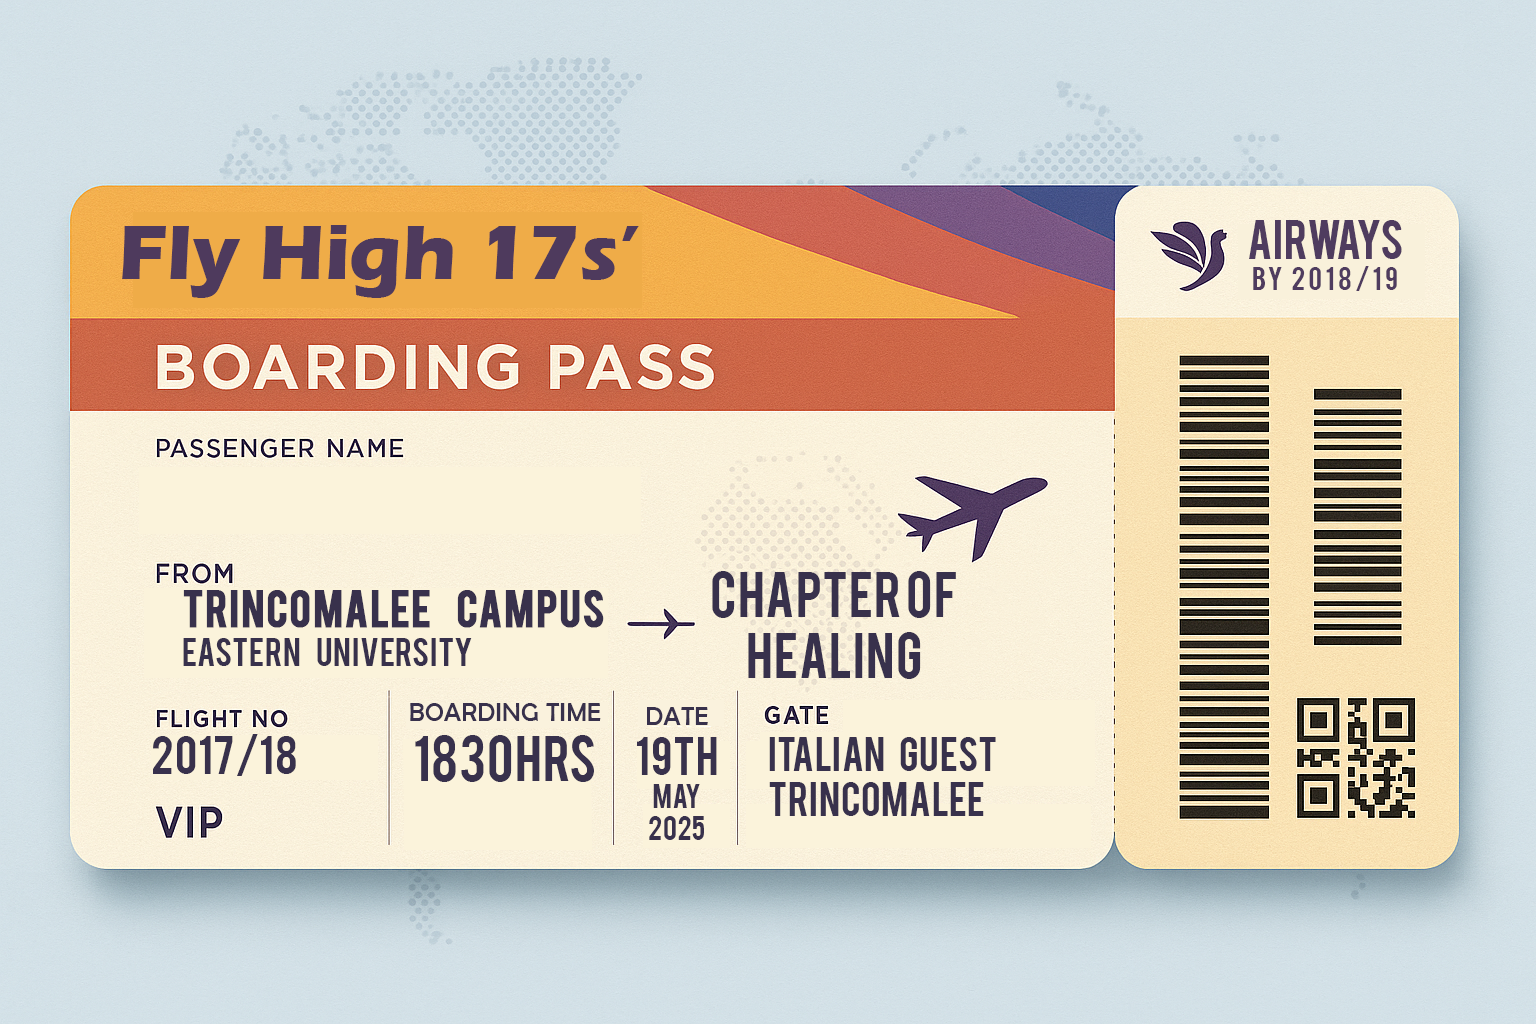 Fly High 17s’
AIRWAYS
BY 2018/19
BOARDING PASS
PASSENGER NAME
FROM
TRINCOMALEE CAMPUS
EASTERN UNIVERSITY
CHAPTER OF
HEALING
FLIGHT NO
2017/18
VIP
BOARDING TIME
1830HRS
DATE
19TH
MAY
2025
GATE
ITALIAN GUEST
TRINCOMALEE